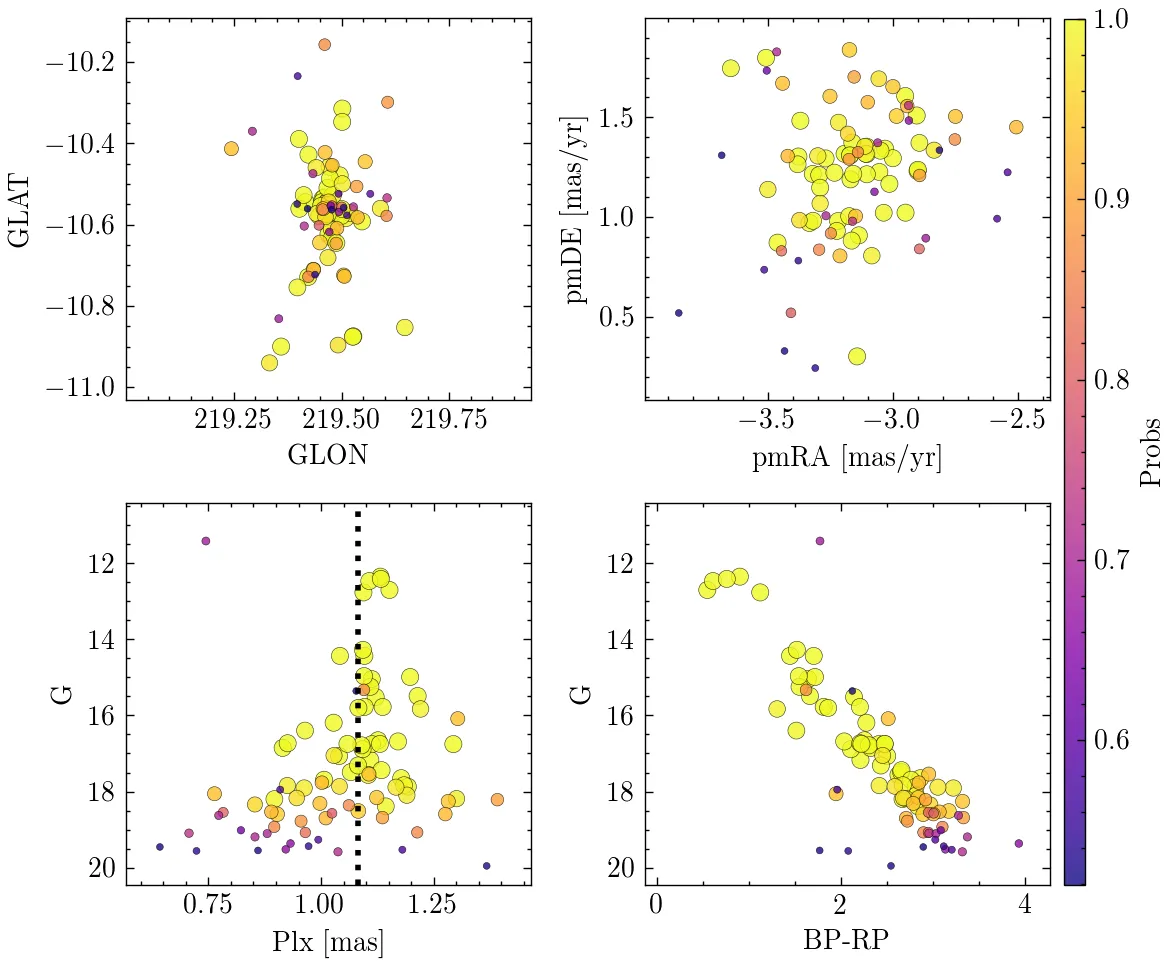 −10.2
−10.4
−10.6
−10.8
−11.0
GLAT
219.25 219.50 219.75
GLON
1.5
1.0
0.5
pmDE [mas/yr]
−3.5 −3.0 −2.5
pmRA [mas/yr]
1.0
0.9
0.8
0.7
0.6
Probs
12
14
16
18
20
G
0.75 1.00 1.25
Plx [mas]
12
14
16
18
20
G
0 2 4
BP-RP